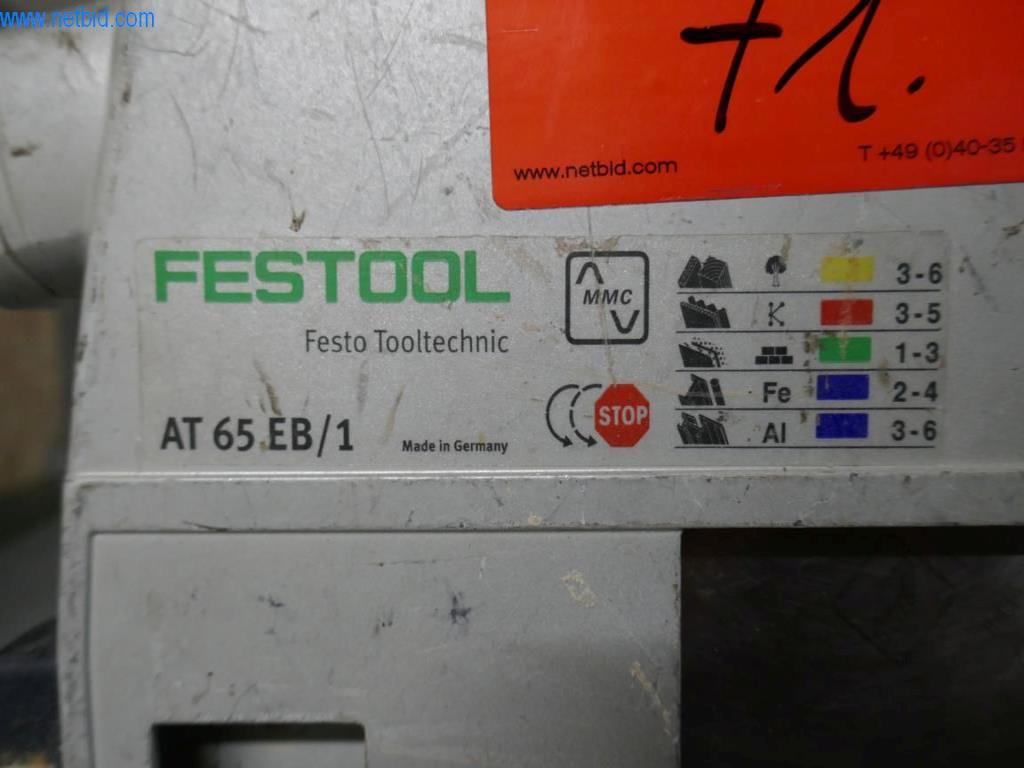 © NetBid
www.netbid.com
71.
www.netbid.com
T +49 (0)40-35
FESTOOL
Festo Tooltechnic
AT 65 EB/1
Made in Germany
MMC
STOP
3-6
K 3-5
1-3
Fe 2-4
Al 3-6